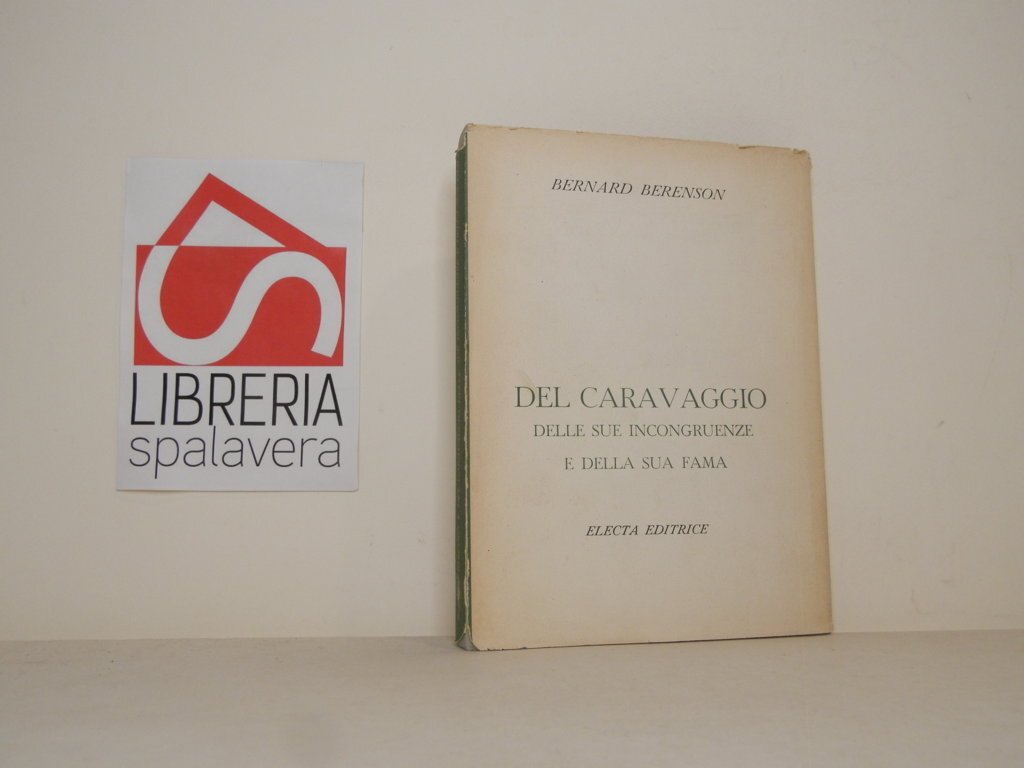 LIBRERIA
spalavera
BERNARD BERENSON
DEL CARAVAGGIO
DELLE SUE INCONGRUENZE
E DELLA SUA FAMA
ELECTA EDITRICE